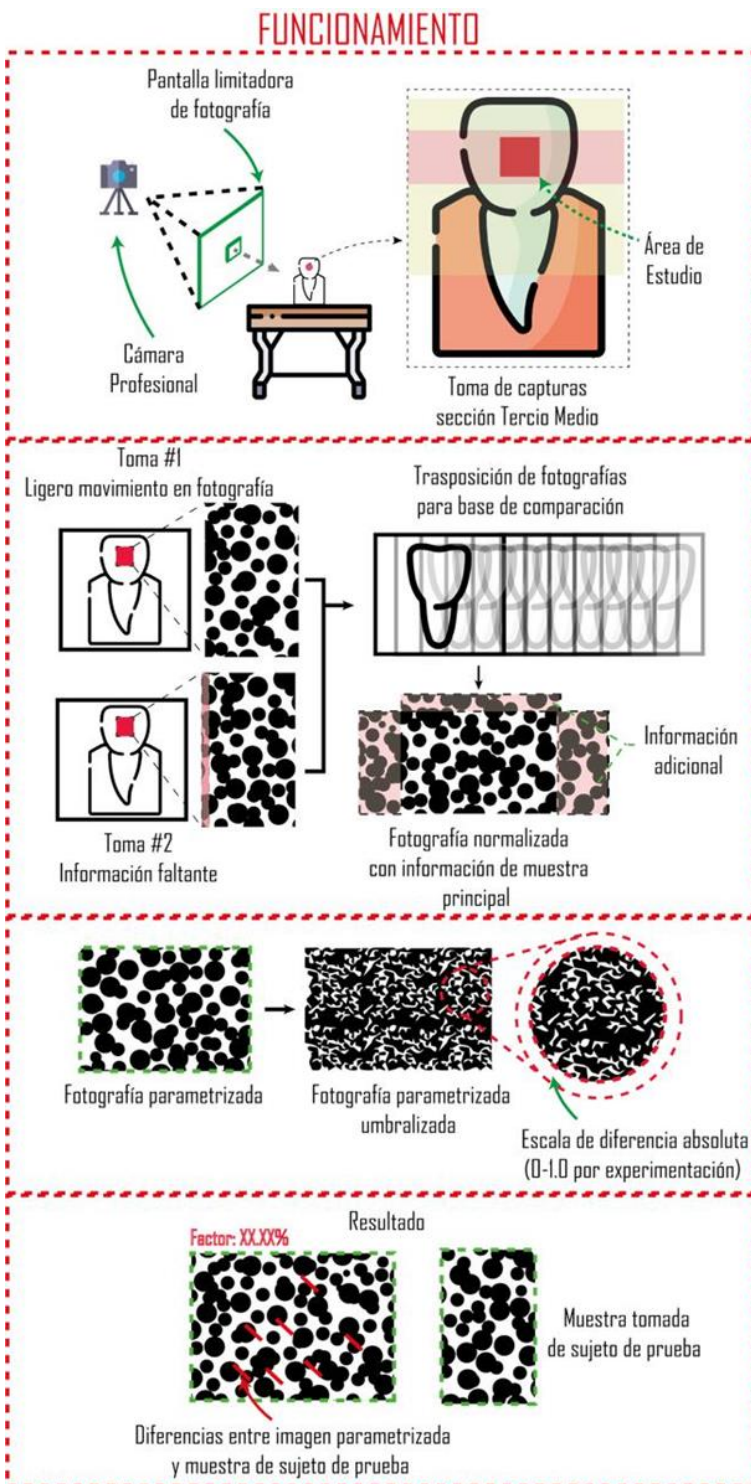 FUNCIONAMIENTO
Pantalla limitadora
de fotografía
Cámara
Profesional
Área de
Estudio
Toma de capturas
sección Tercio Medio
Toma #1
Ligero movimiento en fotografía
Trasposición de fotografías
para base de comparación
Toma #2
Información faltante
Información
adicional
Fotografía normalizada
con información de muestra
principal
Fotografía parametrizada
Fotografía parametrizada
umbralizada
Escala de diferencia absoluta
(0-1.0 por experimentación)
Resultado
Factor: XX.XX%
Muestra tomada
de sujeto de prueba
Diferencias entre imagen parametrizada
y muestra de sujeto de prueba